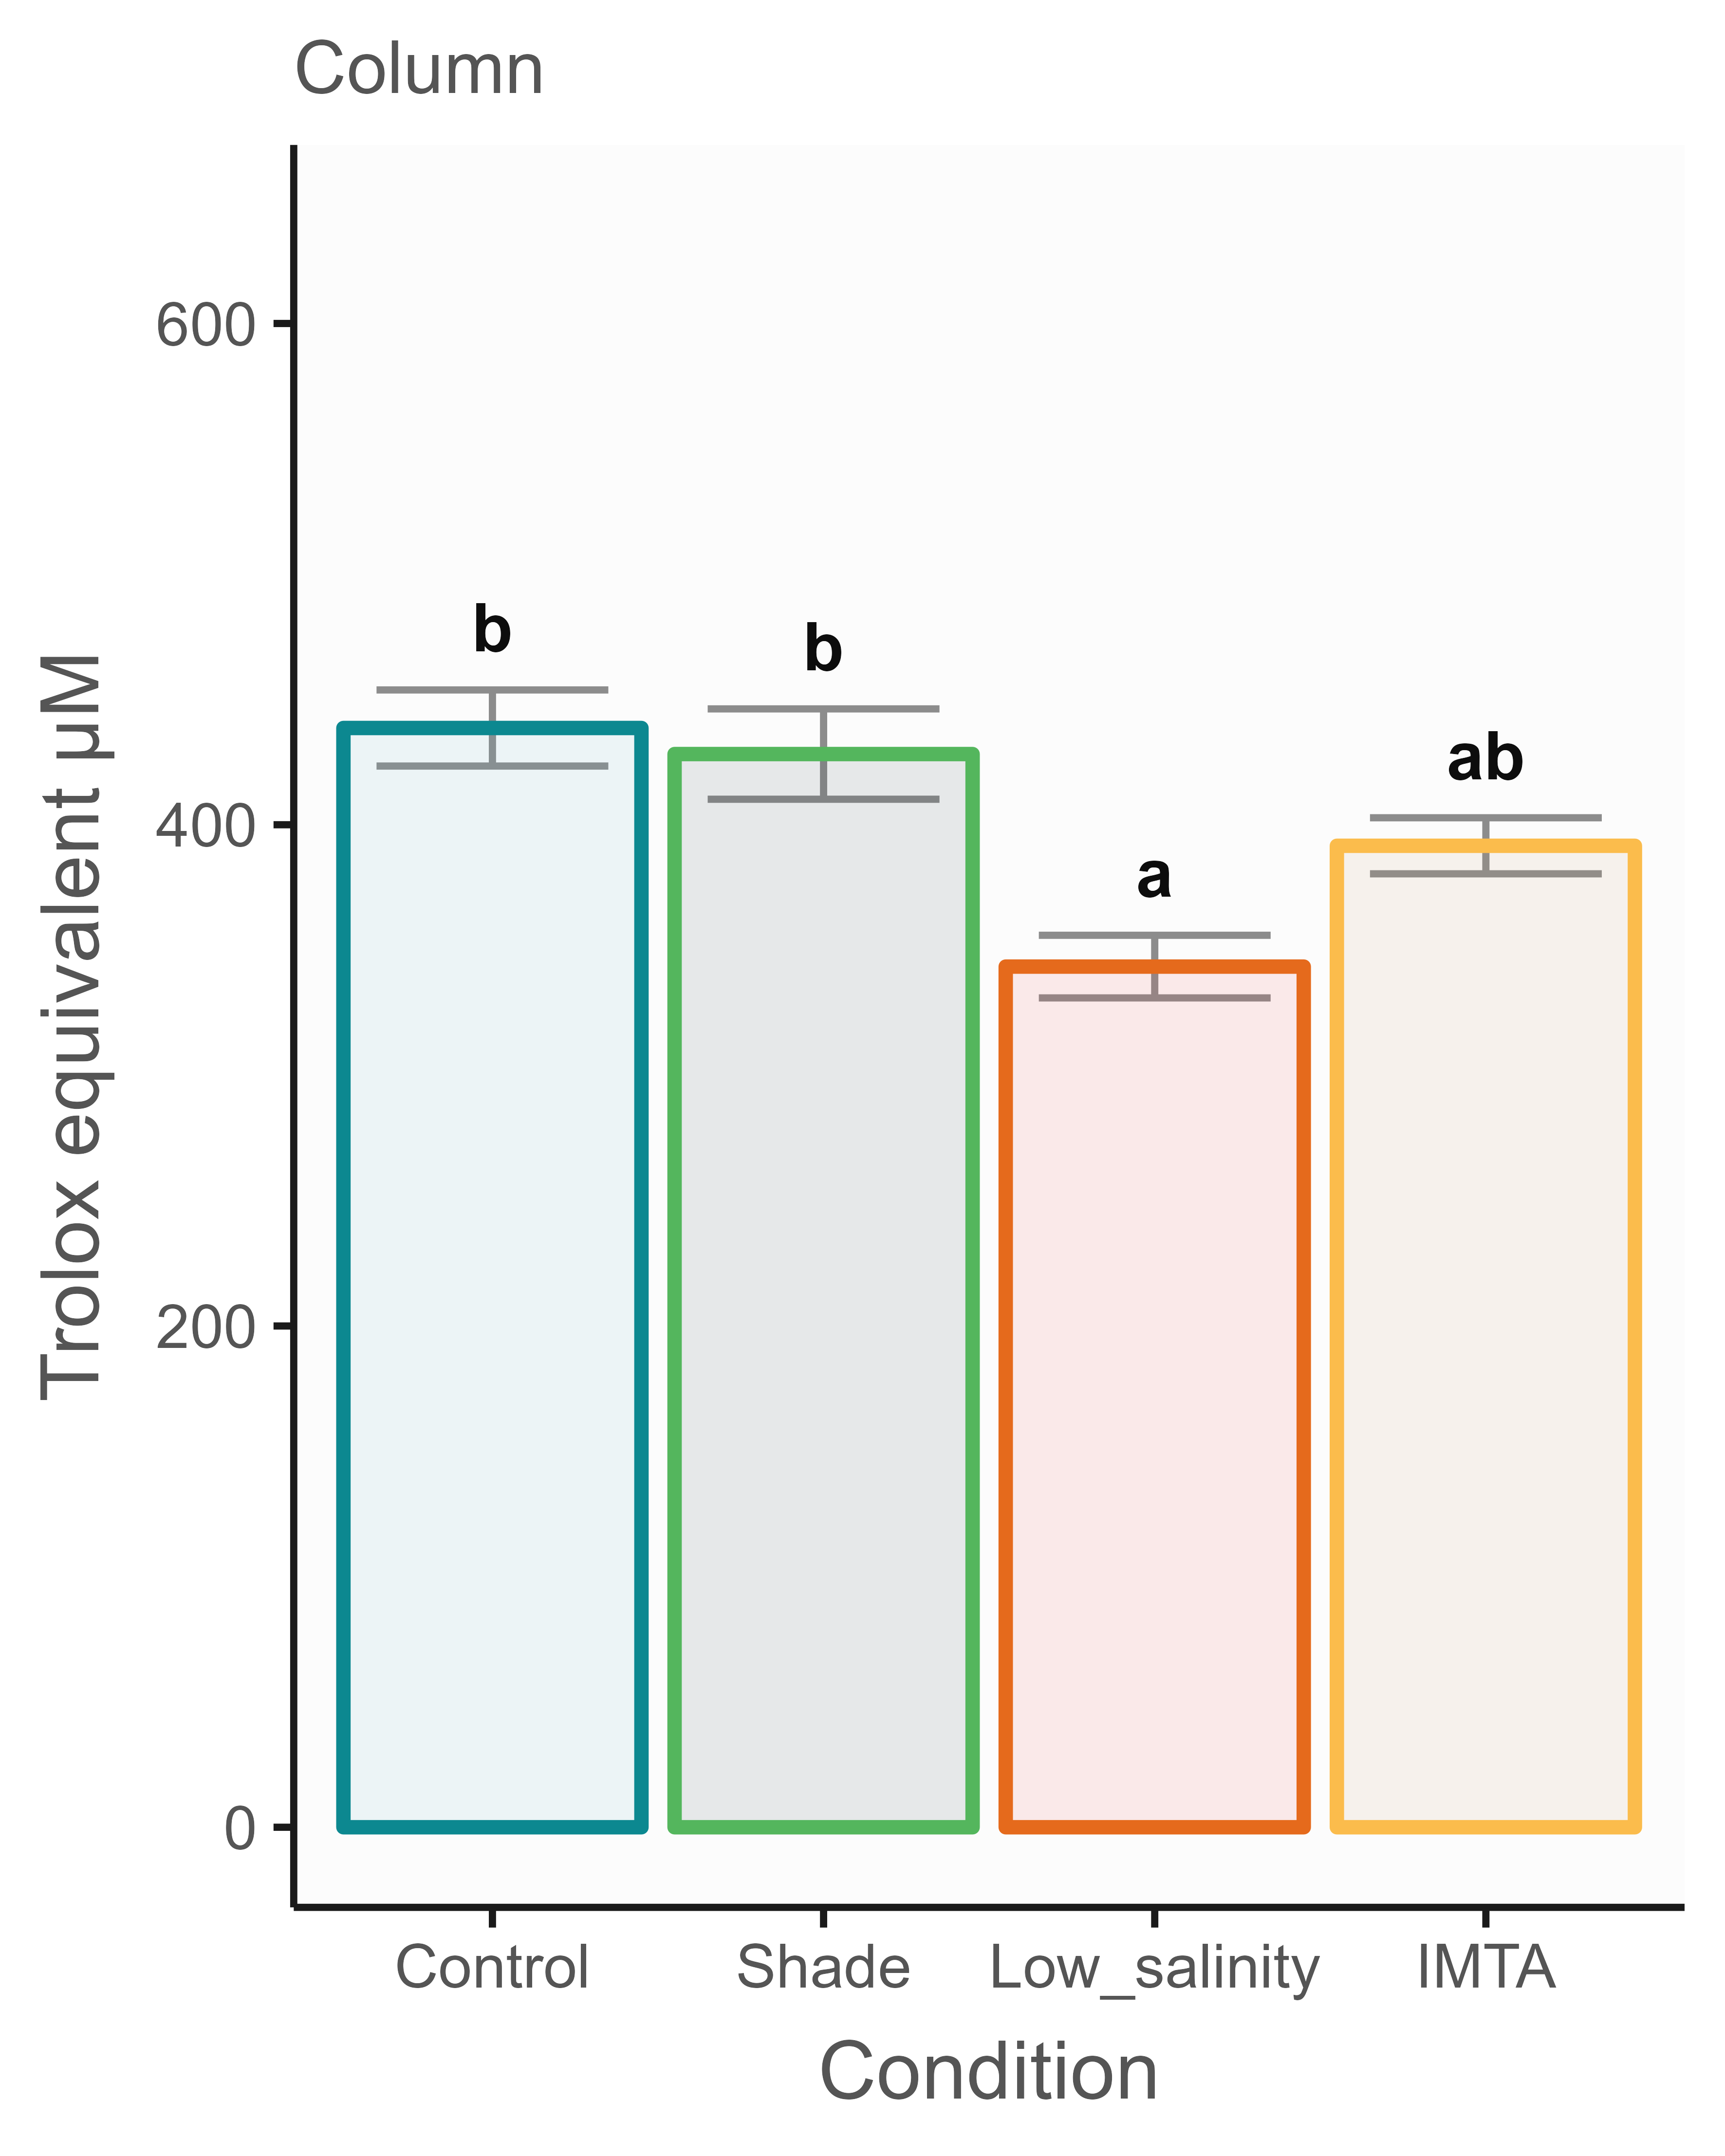 Column
Trolox equivalent µM
600
400
200
0
b
b
a
ab
Control
Shade
Low_salinity
IMTA
Condition